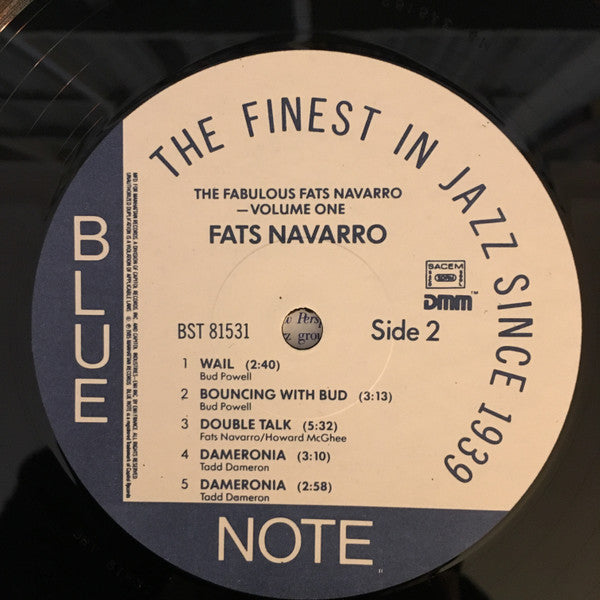 THE FINEST IN JAZZ SINCE 1939
THE FABULOUS FATS NAVARRO
—VOLUME ONE
FATS NAVARRO
SACEM
DMM™
BST 81531
Side 2
1 WAIL (2:40)
Bud Powell
2 BOUNCING WITH BUD (3:13)
Bud Powell
3 DOUBLE TALK (5:32)
Fats Navarro/Howard McGhee
4 DAMERONIA (3:10)
Tadd Dameron
5 DAMERONIA (2:58)
Tadd Dameron
BLUE
NOTE